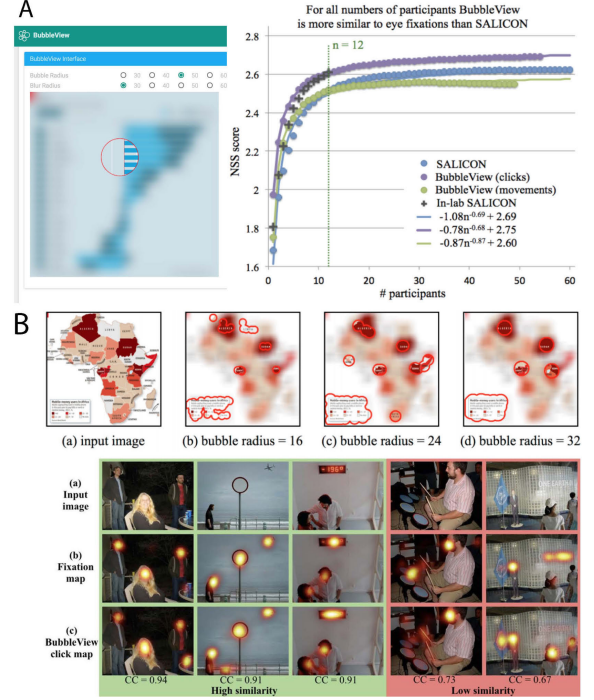 A
BubbleView
BubbleView Interface
Bubble Radius 30 40 50 60
Blur Radius 30 40 50 60
For all numbers of participants BubbleView
is more similar to eye fixations than SALICON
n = 12
NSS score
2.8
2.6
2.4
2.2
2
1.8
1.6
SALICON
BubbleView (clicks)
BubbleView (movements)
In-lab SALICON
-1.08n^-0.69 + 2.69
-0.78n^-0.68 + 2.75
-0.87n^-0.87 + 2.60
0 10 20 30 40 50 60
# participants
B
(a) input image
(b) bubble radius = 16
(c) bubble radius = 24
(d) bubble radius = 32
(a)
Input
image
(b)
Fixation
map
(c)
BubbleView
click map
CC = 0.94
CC = 0.91
CC = 0.91
CC = 0.73
CC = 0.67
High similarity
Low similarity